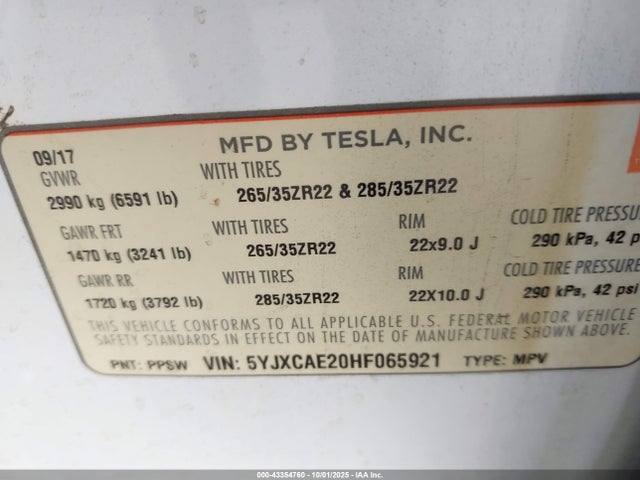 MFD BY TESLA, INC.
09/17
GVWR WITH TIRES
2990 kg (6591 lb) 265/35ZR22 & 285/35ZR22
GAWR FRT WITH TIRES RIM COLD TIRE PRESSU
1470 kg (3241 lb) 265/35ZR22 22x9.0 J 290 kPa, 42 p
GAWR RR WITH TIRES RIM COLD TIRE PRESSURE
1720 kg (3792 lb) 285/35ZR22 22X10.0 J 290 kPa, 42 psi
THIS VEHICLE CONFORMS TO ALL APPLICABLE U.S. FEDERAL MOTOR VEHICLE
SAFETY STANDARDS IN EFFECT ON THE DATE OF MANUFACTURE SHOWN ABOVE.
PNT: PPSW VIN: 5YJXCAE20HF065921 TYPE: MPV
000-43354760 - 10/01/2025 - IAA Inc.